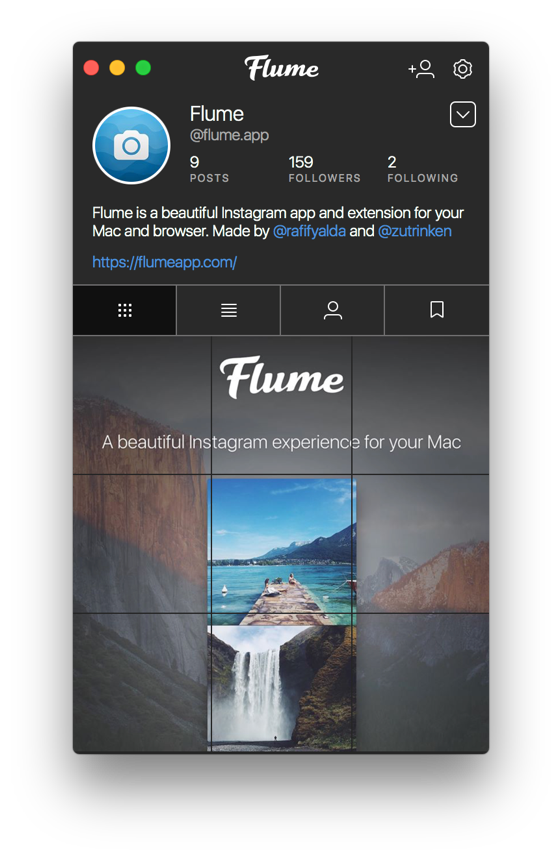 Flume
Flume
@flume.app
9 159 2
POSTS FOLLOWERS FOLLOWING
Flume is a beautiful Instagram app and extension for your
Mac and browser. Made by @rafifyalda and @zutrinken
https://flumeapp.com/
Flume
A beautiful Instagram experience for your Mac